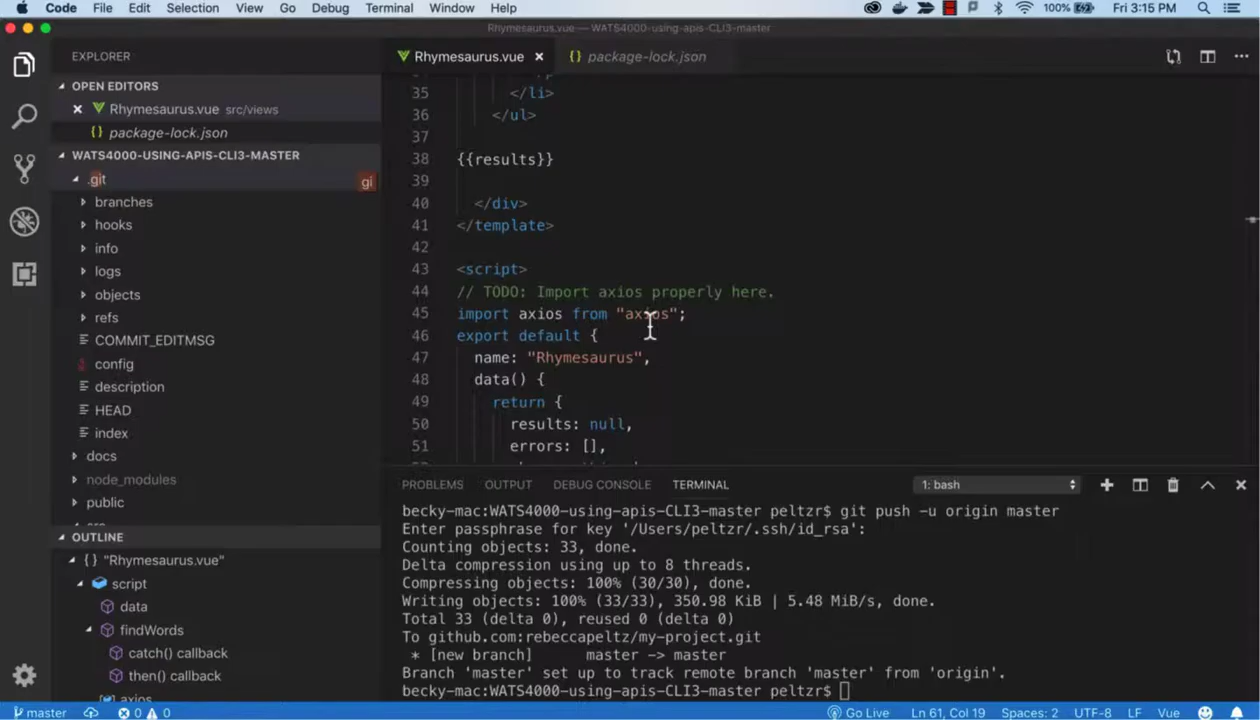 Code File Edit Selection View Go Debug Terminal Window Help 100% Fri 3:15 PM
Rhymesaurus.vue — WATS4000-using-apis-CLI3-master
EXPLORER
OPEN EDITORS
Rhymesaurus.vue src/views
{} package-lock.json
WATS4000-USING-APIS-CLI3-MASTER
.git
gi
branches
hooks
info
logs
objects
refs
COMMIT_EDITMSG
config
description
HEAD
index
docs
node_modules
public
OUTLINE
{} "Rhymesaurus.vue"
script
data
findWords
catch() callback
then() callback
axios
Rhymesaurus.vue
{} package-lock.json
35 </li>
36 </ul>
37
38 {{results}}
39
40 </div>
41 </template>
42
43 <script>
44 // TODO: Import axios properly here.
45 import axios from "axios";
46 export default {
47 name: "Rhymesaurus",
48 data() {
49 return {
50 results: null,
51 errors: [],
PROBLEMS OUTPUT DEBUG CONSOLE TERMINAL 1: bash
becky-mac:WATS4000-using-apis-CLI3-master peltzr$ git push -u origin master
Enter passphrase for key '/Users/peltzr/.ssh/id_rsa':
Counting objects: 33, done.
Delta compression using up to 8 threads.
Compressing objects: 100% (30/30), done.
Writing objects: 100% (33/33), 350.98 KiB | 5.48 MiB/s, done.
Total 33 (delta 0), reused 0 (delta 0)
To github.com:rebeccapeltz/my-project.git
* [new branch] master -> master
Branch 'master' set up to track remote branch 'master' from 'origin'.
becky-mac:WATS4000-using-apis-CLI3-master peltzr$
master 0 0 Go Live Ln 61, Col 19 Spaces: 2 UTF-8 LF Vue